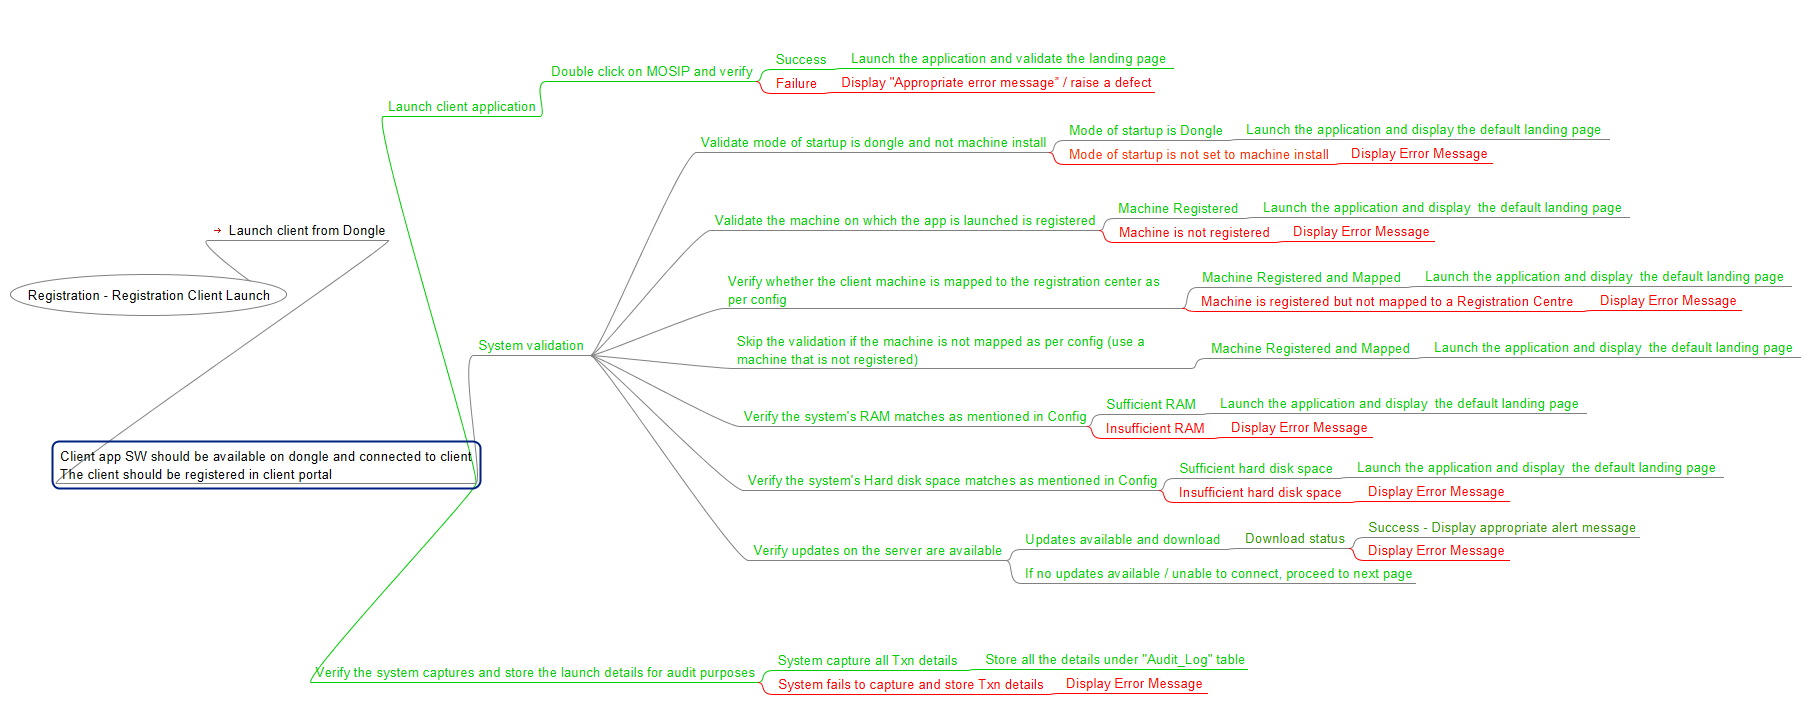 Registration - Registration Client Launch
Launch client from Dongle
Client app SW should be available on dongle and connected to client
The client should be registered in client portal
Launch client application
Double click on MOSIP and verify
Success
Launch the application and validate the landing page
Failure
Display "Appropriate error message” / raise a defect
System validation
Validate mode of startup is dongle and not machine install
Mode of startup is Dongle
Launch the application and display the default landing page
Mode of startup is not set to machine install
Display Error Message
Validate the machine on which the app is launched is registered
Machine Registered
Launch the application and display  the default landing page
Machine is not registered
Display Error Message
Verify whether the client machine is mapped to the registration center as
per config
Machine Registered and Mapped
Launch the application and display  the default landing page
Machine is registered but not mapped to a Registration Centre
Display Error Message
Skip the validation if the machine is not mapped as per config (use a
machine that is not registered)
Machine Registered and Mapped
Launch the application and display  the default landing page
Verify the system's RAM matches as mentioned in Config
Sufficient RAM
Launch the application and display  the default landing page
Insufficient RAM
Display Error Message
Verify the system's Hard disk space matches as mentioned in Config
Sufficient hard disk space
Launch the application and display  the default landing page
Insufficient hard disk space
Display Error Message
Verify updates on the server are available
Updates available and download
Download status
Success - Display appropriate alert message
Display Error Message
If no updates available / unable to connect, proceed to next page
Verify the system captures and store the launch details for audit purposes
System capture all Txn details
Store all the details under "Audit_Log" table
System fails to capture and store Txn details
Display Error Message